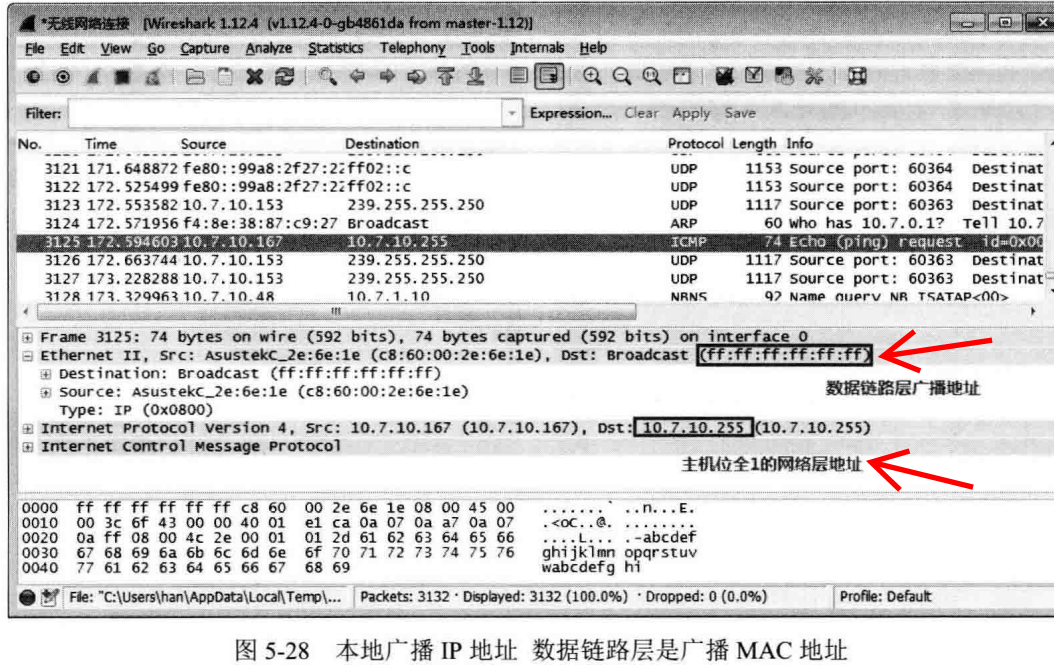 *无线网络连接 [Wireshark 1.12.4 (v1.12.4-0-gb4861da from master-1.12)]
File Edit View Go Capture Analyze Statistics Telephony Tools Internals Help
Filter: Expression... Clear Apply Save
No. Time Source Destination Protocol Length Info
3121 171.648872 fe80::99a8:2f27:22 ff02::c UDP 1153 Source port: 60364 Destinat
3122 172.525499 fe80::99a8:2f27:22 ff02::c UDP 1153 Source port: 60364 Destinat
3123 172.553582 10.7.10.153 239.255.255.250 UDP 1117 Source port: 60363 Destinat
3124 172.571956 f4:8e:38:87:c9:27 Broadcast ARP 60 Who has 10.7.0.1? Tell 10.7
3125 172.594603 10.7.10.167 10.7.10.255 ICMP 74 Echo (ping) request id=0x00
3126 172.663744 10.7.10.153 239.255.255.250 UDP 1117 Source port: 60363 Destinat
3127 173.228288 10.7.10.153 239.255.255.250 UDP 1117 Source port: 60363 Destinat
3128 173.329963 10.7.10.48 10.7.1.10 NBNS 92 Name query NB ISATAP<00>
Frame 3125: 74 bytes on wire (592 bits), 74 bytes captured (592 bits) on interface 0
Ethernet II, Src: AsustekC_2e:6e:1e (c8:60:00:2e:6e:1e), Dst: Broadcast (ff:ff:ff:ff:ff:ff)
Destination: Broadcast (ff:ff:ff:ff:ff:ff)
数据链路层广播地址
Source: AsustekC_2e:6e:1e (c8:60:00:2e:6e:1e)
Type: IP (0x0800)
Internet Protocol Version 4, Src: 10.7.10.167 (10.7.10.167), Dst: 10.7.10.255 (10.7.10.255)
Internet Control Message Protocol
主机位全1的网络层地址
0000 ff ff ff ff ff ff c8 60 00 2e 6e 1e 08 00 45 00 .......` ..n...E.
0010 00 3c 6f 43 00 00 40 01 e1 ca 0a 07 0a a7 0a 07 .<oC..@. ........
0020 0a ff 08 00 4c 2e 00 01 01 2d 61 62 63 64 65 66 ....L... .-abcdef
0030 67 68 69 6a 6b 6c 6d 6e 6f 70 71 72 73 74 75 76 ghijklmn opqrstuv
0040 77 61 62 63 64 65 66 67 68 69 wabcdefg hi
File: "C:\Users\han\AppData\Local\Temp\... Packets: 3132 · Displayed: 3132 (100.0%) · Dropped: 0 (0.0%) Profile: Default
图 5-28 本地广播 IP 地址 数据链路层是广播 MAC 地址